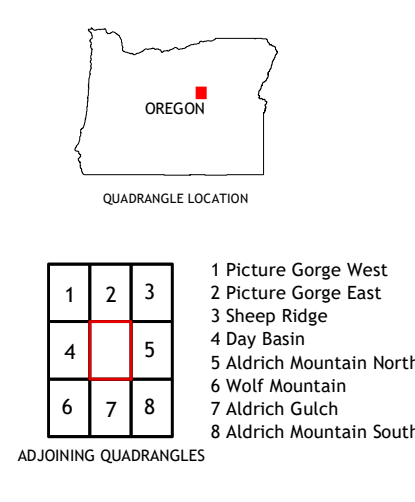 OREGON
QUADRANGLE LOCATION
1 2 3
4 5
6 7 8
1 Picture Gorge West
2 Picture Gorge East
3 Sheep Ridge
4 Day Basin
5 Aldrich Mountain North
6 Wolf Mountain
7 Aldrich Gulch
8 Aldrich Mountain South
ADJOINING QUADRANGLES